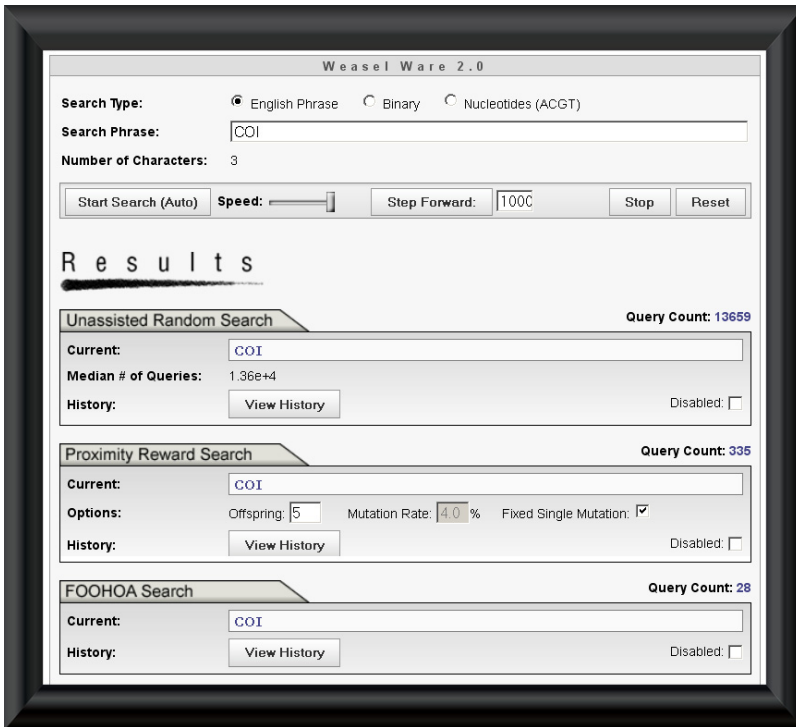 Weasel Ware 2.0
Search Type: English Phrase Binary Nucleotides (ACGT)
Search Phrase: COI
Number of Characters: 3
Start Search (Auto) Speed: Step Forward: 1000 Stop Reset
Results
Unassisted Random Search Query Count: 13659
Current: COI
Median # of Queries: 1.36e+4
History: View History Disabled:
Proximity Reward Search Query Count: 335
Current: COI
Options: Offspring: 5 Mutation Rate: 4.0 % Fixed Single Mutation:
History: View History Disabled:
FOOHOA Search Query Count: 28
Current: COI
History: View History Disabled: